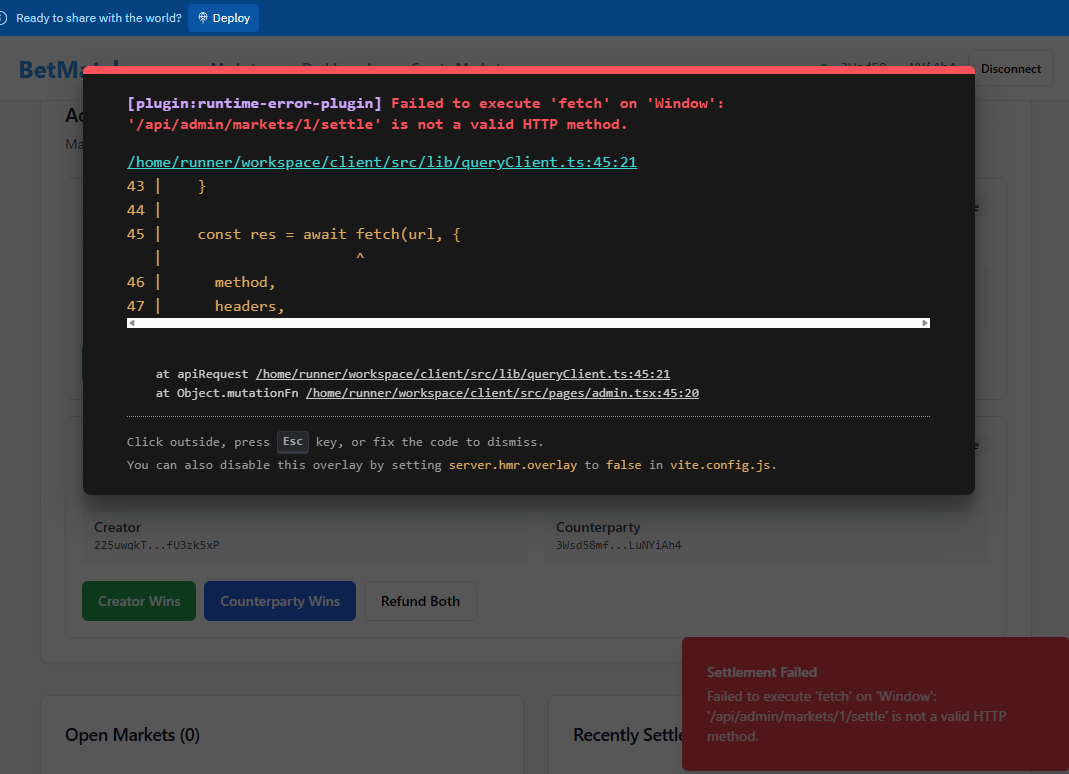 Ready to share with the world? Deploy
Disconnect
[plugin:runtime-error-plugin] Failed to execute 'fetch' on 'Window':
'/api/admin/markets/1/settle' is not a valid HTTP method.
/home/runner/workspace/client/src/lib/queryClient.ts:45:21
43 |    }
44 |
45 |    const res = await fetch(url, {
   |                      ^
46 |      method,
47 |      headers,
at apiRequest /home/runner/workspace/client/src/lib/queryClient.ts:45:21
at Object.mutationFn /home/runner/workspace/client/src/pages/admin.tsx:45:20
Click outside, press Esc key, or fix the code to dismiss.
You can also disable this overlay by setting server.hmr.overlay to false in vite.config.js.
Creator
225uwqkT...fU3zk5xP
Counterparty
3Wsd58mf...LuNYiAh4
Creator Wins
Counterparty Wins
Refund Both
Settlement Failed
Failed to execute 'fetch' on 'Window':
'/api/admin/markets/1/settle' is not a valid HTTP
method.
Open Markets (0)
Recently